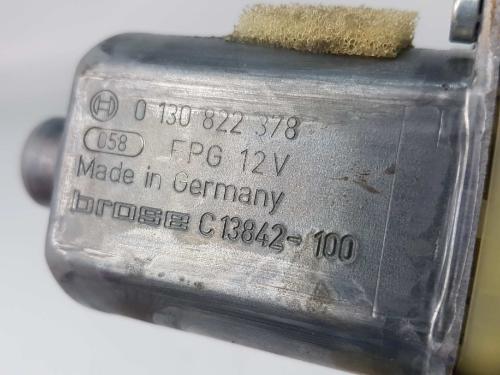 0 130 822 378
058 FPG 12V
Made in Germany
brose C13842-100